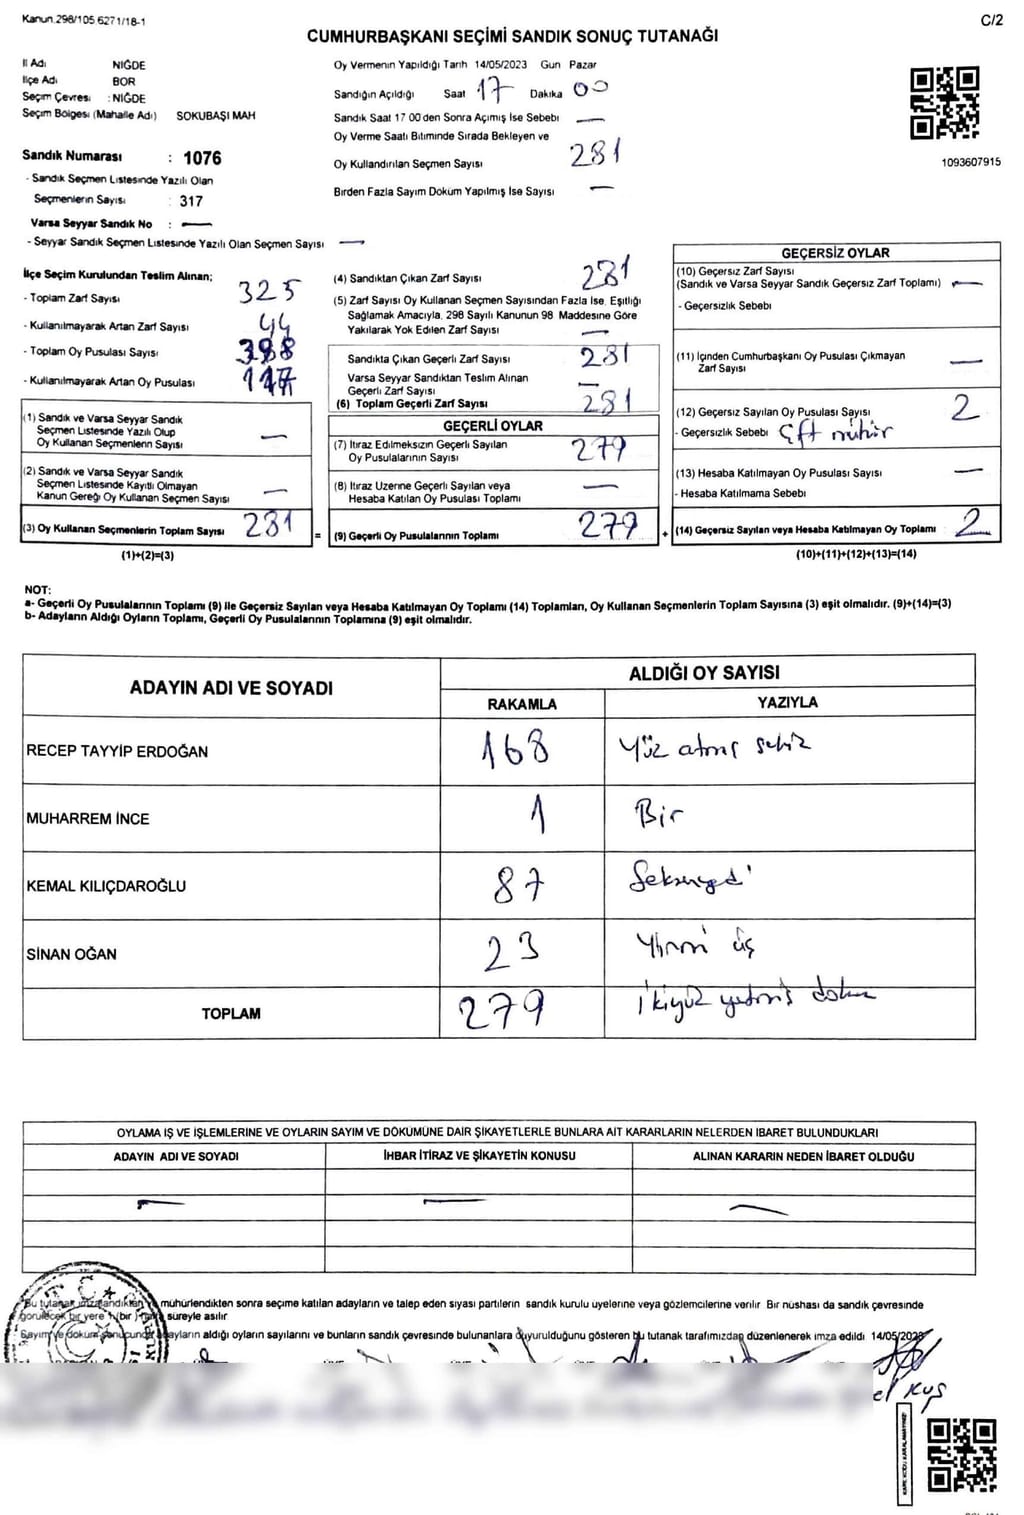 Kanun.298/105 6271/18-1
C/2
CUMHURBAŞKANI SEÇİMİ SANDIK SONUÇ TUTANAĞI
İl Adı NİĞDE
İlçe Adı BOR
Seçim Çevresi : NİĞDE
Seçim Bölgesi (Mahalle Adı) SOKUBAŞI MAH
Sandık Numarası : 1076
- Sandık Seçmen Listesinde Yazılı Olan
Seçmenlerin Sayısı : 317
Varsa Seyyar Sandık No : —
- Seyyar Sandık Seçmen Listesinde Yazılı Olan Seçmen Sayısı —
Oy Vermenin Yapıldığı Tarih 14/05/2023 Gün Pazar
Sandığın Açıldığı Saat 17 Dakika 00
Sandık Saat 17 00 den Sonra Açımış İse Sebebi —
Oy Verme Saati Bitiminde Sırada Bekleyen ve
Oy Kullandırılan Seçmen Sayısı 281
Birden Fazla Sayım Döküm Yapılmış İse Sayısı —
1093607915
İlçe Seçim Kurulundan Teslim Alınan;
- Toplam Zarf Sayısı 325
- Kullanılmayarak Artan Zarf Sayısı 44
- Toplam Oy Pusulası Sayısı
- Kullanılmayarak Artan Oy Pusulası
(1) Sandık ve Varsa Seyyar Sandık
Seçmen Listesinde Yazılı Olup
Oy Kullanan Seçmenlerin Sayısı —
(2) Sandık ve Varsa Seyyar Sandık
Seçmen Listesinde Kayıtlı Olmayan
Kanun Gereği Oy Kullanan Seçmen Sayısı —
(3) Oy Kullanan Seçmenlerin Toplam Sayısı 281 =
(1)+(2)=(3)
(4) Sandıktan Çıkan Zarf Sayısı 281
(5) Zarf Sayısı Oy Kullanan Seçmen Sayısından Fazla İse, Eşitliği
Sağlamak Amacıyla, 298 Sayılı Kanunun 98 Maddesine Göre
Yakılarak Yok Edilen Zarf Sayısı —
Sandıkta Çıkan Geçerli Zarf Sayısı 281
Varsa Seyyar Sandıktan Teslim Alınan
Geçerli Zarf Sayısı —
(6) Toplam Geçerli Zarf Sayısı 281
GEÇERLİ OYLAR
(7) İtiraz Edilmeksizin Geçerli Sayılan
Oy Pusulalarının Sayısı 279
(8) İtiraz Üzerine Geçerli Sayılan veya
Hesaba Katılan Oy Pusulası Toplamı —
(9) Geçerli Oy Pusulalarının Toplamı 279 +
GEÇERSİZ OYLAR
(10) Geçersiz Zarf Sayısı
(Sandık ve Varsa Seyyar Sandık Geçersiz Zarf Toplamı) —
- Geçersizlik Sebebi
(11) İçinden Cumhurbaşkanı Oy Pusulası Çıkmayan
Zarf Sayısı —
(12) Geçersiz Sayılan Oy Pusulası Sayısı 2
- Geçersizlik Sebebi Çift mühür
(13) Hesaba Katılmayan Oy Pusulası Sayısı —
- Hesaba Katılmama Sebebi
(14) Geçersiz Sayılan veya Hesaba Katılmayan Oy Toplamı 2
(10)+(11)+(12)+(13)=(14)
NOT:
a- Geçerli Oy Pusulalarının Toplamı (9) ile Geçersiz Sayılan veya Hesaba Katılmayan Oy Toplamı (14) Toplamları, Oy Kullanan Seçmenlerin Toplam Sayısına (3) eşit olmalıdır. (9)+(14)=(3)
b- Adayların Aldığı Oyların Toplamı, Geçerli Oy Pusulalarının Toplamına (9) eşit olmalıdır.
ADAYIN ADI VE SOYADI ALDIĞI OY SAYISI
RAKAMLA YAZIYLA
RECEP TAYYİP ERDOĞAN 168 Yüz atmış sekiz
MUHARREM İNCE 1 Bir
KEMAL KILIÇDAROĞLU 87 Seksenyedi
SİNAN OĞAN 23 Yirmi üç
TOPLAM 279 ikiyüz yetmiş dokuz
OYLAMA İŞ VE İŞLEMLERİNE VE OYLARIN SAYIM VE DÖKÜMÜNE DAİR ŞİKAYETLERLE BUNLARA AİT KARARLARIN NELERDEN İBARET BULUNDUKLARI
ADAYIN ADI VE SOYADI İHBAR İTİRAZ VE ŞİKAYETİN KONUSU ALINAN KARARIN NEDEN İBARET OLDUĞU
— — —
Bu tutanak imzalandıktan ve mühürlendikten sonra seçime katılan adayların ve talep eden siyasi partilerin sandık kurulu üyelerine veya gözlemcilerine verilir Bir nüshası da sandık çevresinde
görülecek bir yere 1 (bir) hafta süreyle asılır
Sayım ve döküm sonucunda adayların aldığı oyların sayılarını ve bunların sandık çevresinde bulunanlara duyurulduğunu gösteren bu tutanak tarafımızdan düzenlenerek imza edildi 14/05/2023
el Kuş